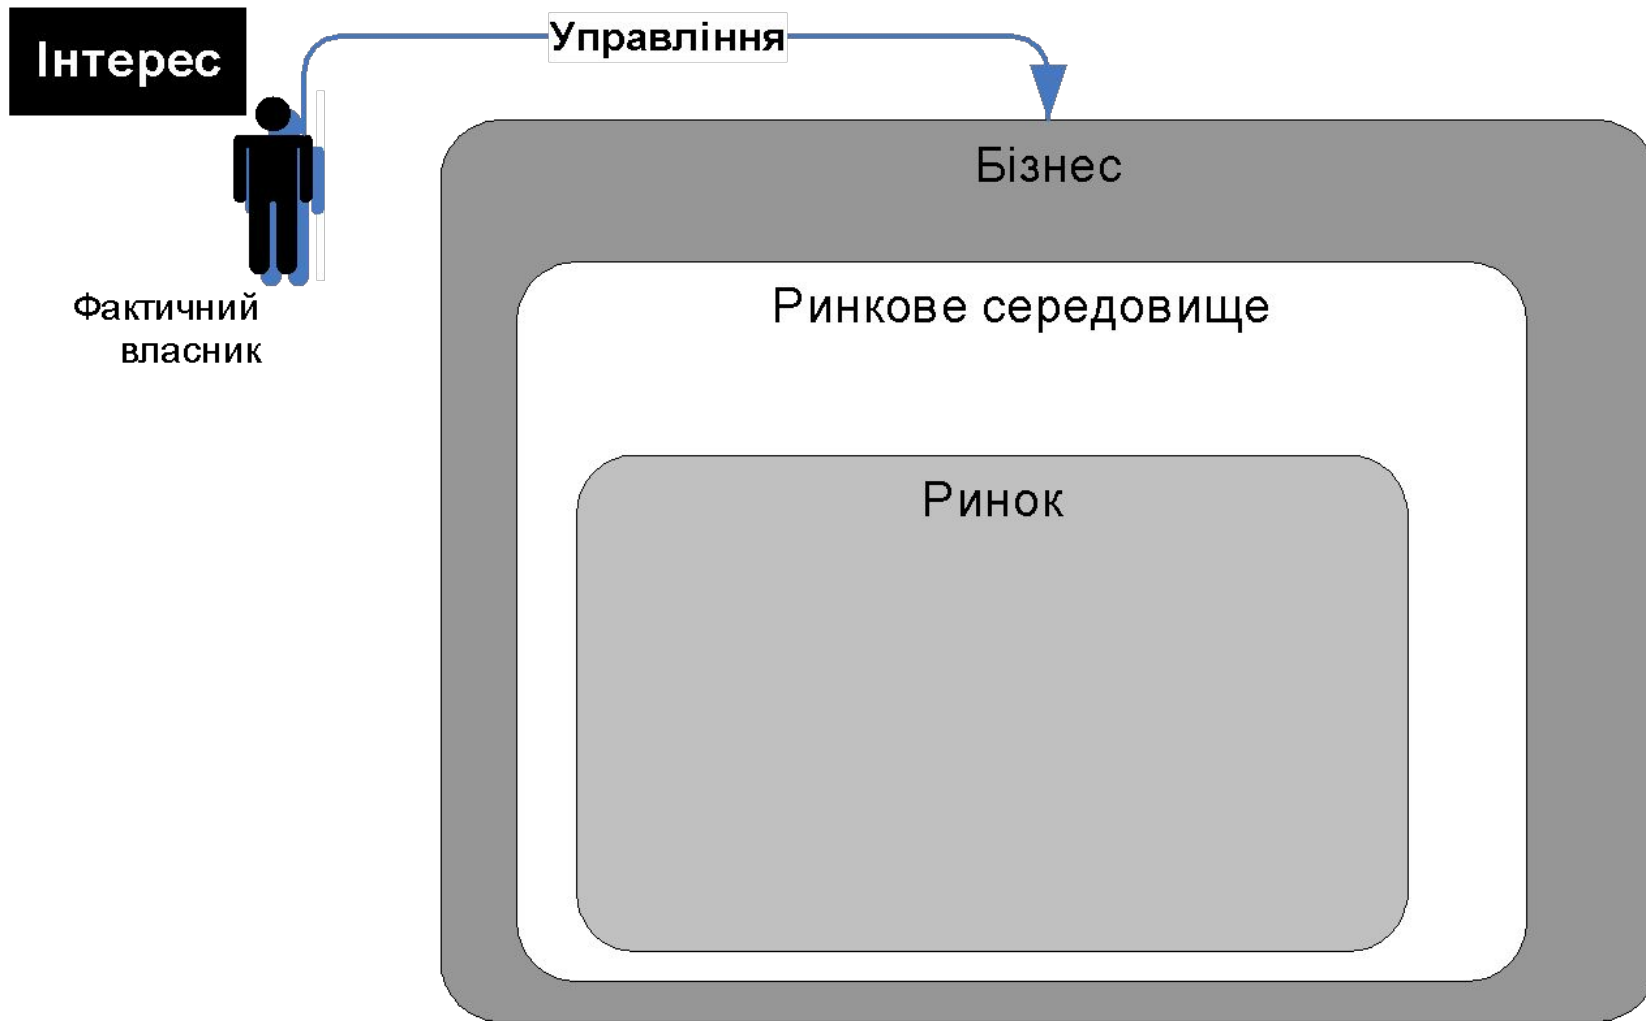 Інтерес
Управління
Фактичний
власник
Бізнес
Ринкове середовище
Ринок